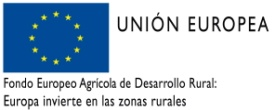 UNIÓN EUROPEA
Fondo Europeo Agrícola de Desarrollo Rural:
Europa invierte en las zonas rurales